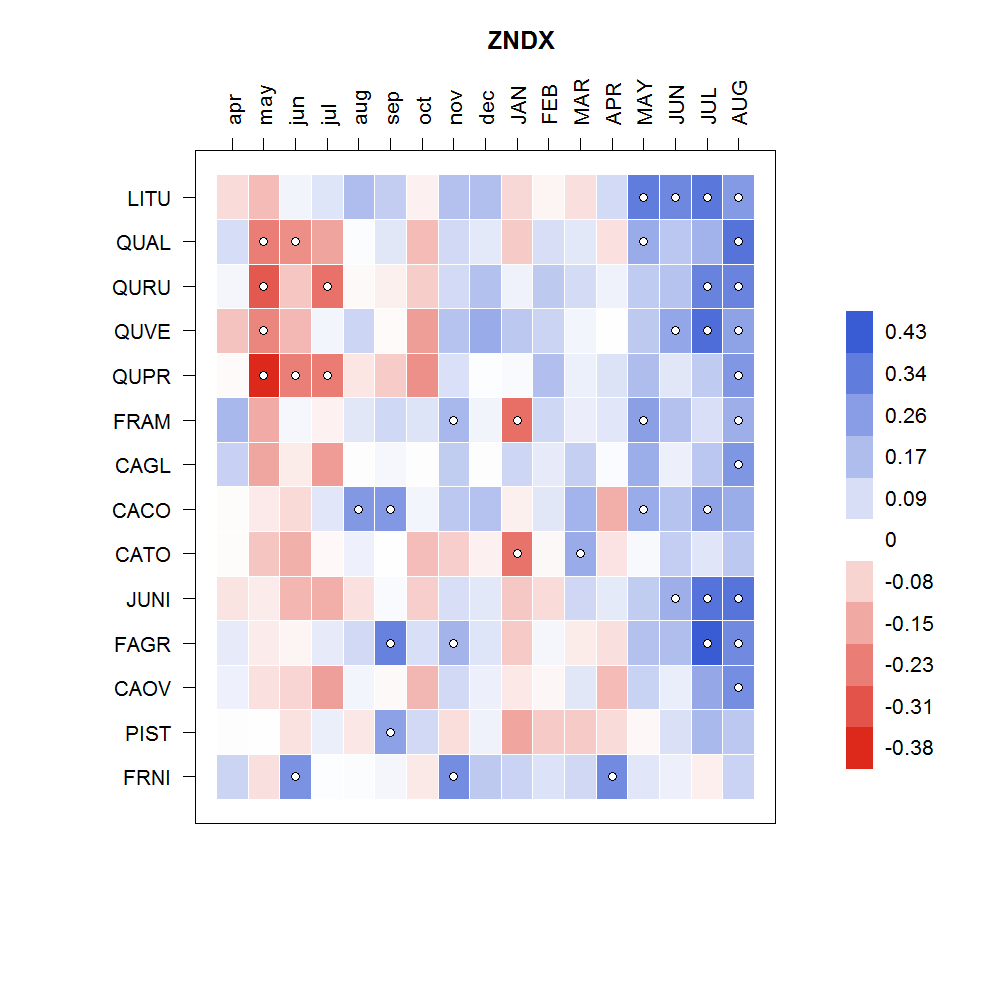 ZNDX
apr may jun jul aug sep oct nov dec JAN FEB MAR APR MAY JUN JUL AUG
LITU
QUAL
QURU
QUVE
QUPR
FRAM
CAGL
CACO
CATO
JUNI
FAGR
CAOV
PIST
FRNI
0.43
0.34
0.26
0.17
0.09
0
-0.08
-0.15
-0.23
-0.31
-0.38